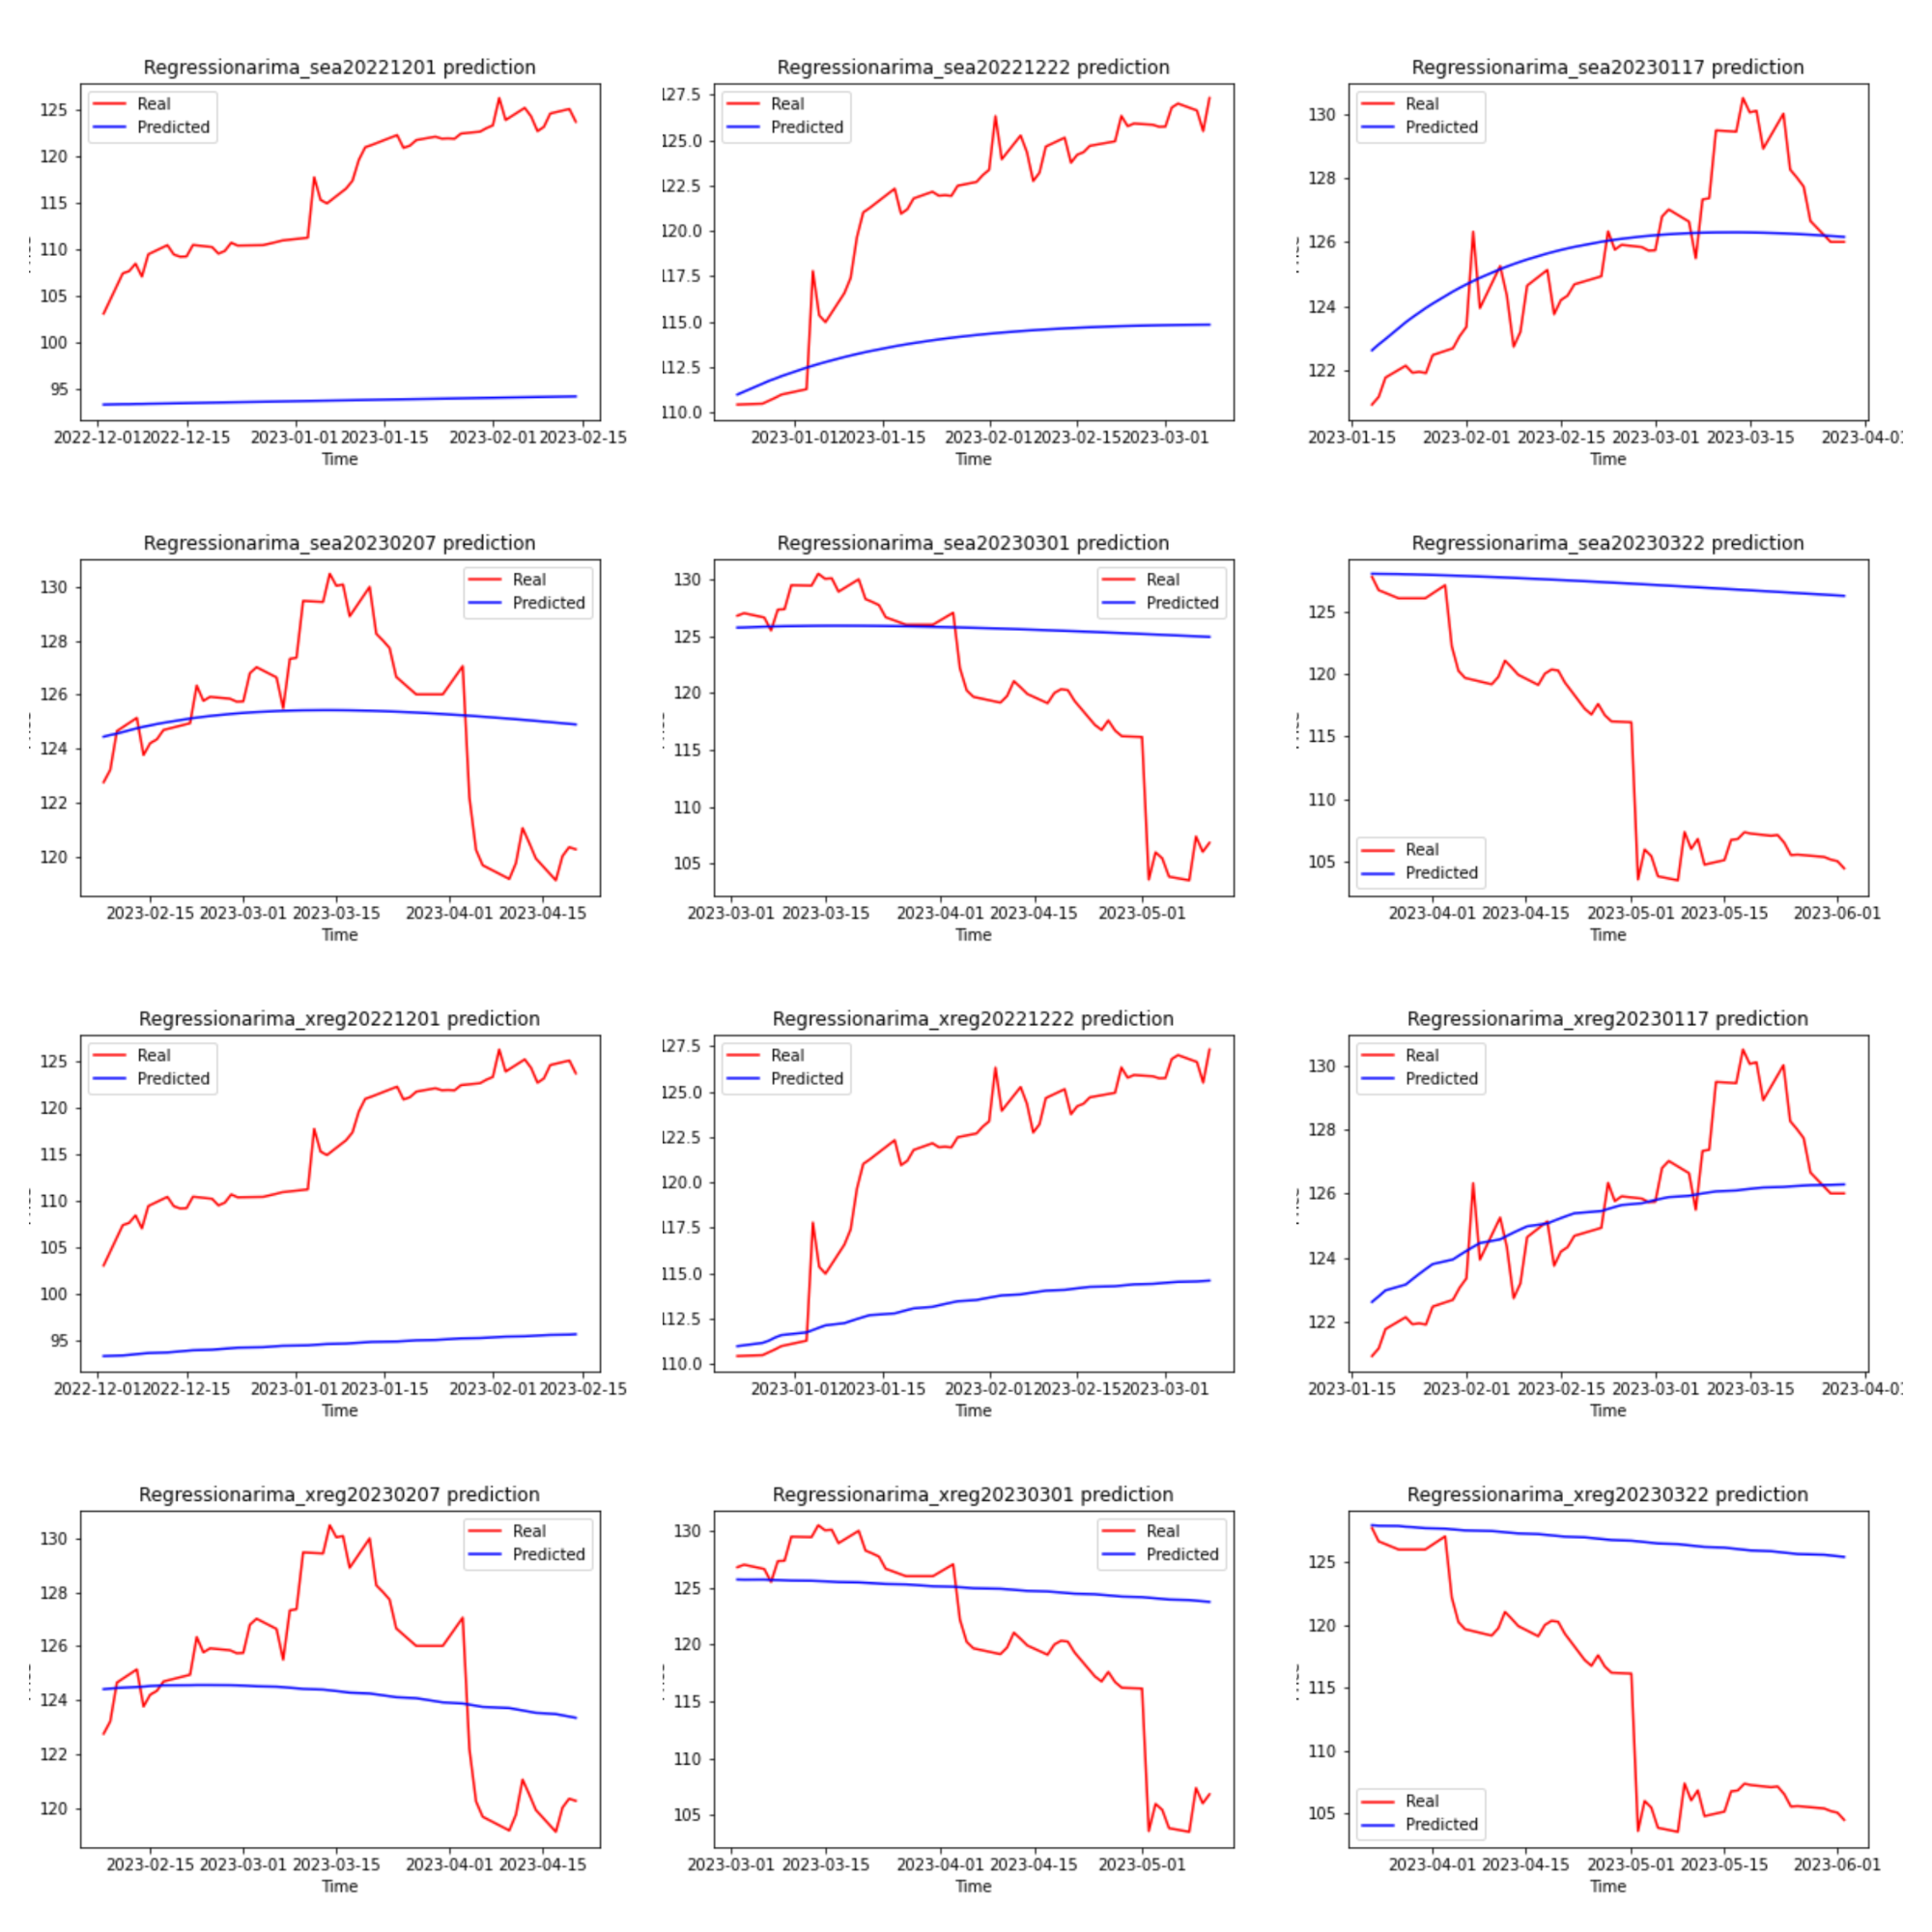 Regressionarima_sea20221201 prediction
Real
Predicted
125
120
115
110
105
100
95
2022-12-01 2022-12-15 2023-01-01 2023-01-15 2023-02-01 2023-02-15
Time
Regressionarima_sea20221222 prediction
Real
Predicted
127.5
125.0
122.5
120.0
117.5
115.0
112.5
110.0
2023-01-01 2023-01-15 2023-02-01 2023-02-15 2023-03-01
Time
Regressionarima_sea20230117 prediction
Real
Predicted
130
128
126
124
122
2023-01-15 2023-02-01 2023-02-15 2023-03-01 2023-03-15 2023-04-01
Time
Regressionarima_sea20230207 prediction
Real
Predicted
130
128
126
124
122
120
2023-02-15 2023-03-01 2023-03-15 2023-04-01 2023-04-15
Time
Regressionarima_sea20230301 prediction
Real
Predicted
130
125
120
115
110
105
2023-03-01 2023-03-15 2023-04-01 2023-04-15 2023-05-01
Time
Regressionarima_sea20230322 prediction
125
120
115
110
105
Real
Predicted
2023-04-01 2023-04-15 2023-05-01 2023-05-15 2023-06-01
Time
Regressionarima_xreg20221201 prediction
Real
Predicted
125
120
115
110
105
100
95
2022-12-01 2022-12-15 2023-01-01 2023-01-15 2023-02-01 2023-02-15
Time
Regressionarima_xreg20221222 prediction
Real
Predicted
127.5
125.0
122.5
120.0
117.5
115.0
112.5
110.0
2023-01-01 2023-01-15 2023-02-01 2023-02-15 2023-03-01
Time
Regressionarima_xreg20230117 prediction
Real
Predicted
130
128
126
124
122
2023-01-15 2023-02-01 2023-02-15 2023-03-01 2023-03-15 2023-04-01
Time
Regressionarima_xreg20230207 prediction
Real
Predicted
130
128
126
124
122
120
2023-02-15 2023-03-01 2023-03-15 2023-04-01 2023-04-15
Time
Regressionarima_xreg20230301 prediction
Real
Predicted
130
125
120
115
110
105
2023-03-01 2023-03-15 2023-04-01 2023-04-15 2023-05-01
Time
Regressionarima_xreg20230322 prediction
125
120
115
110
105
Real
Predicted
2023-04-01 2023-04-15 2023-05-01 2023-05-15 2023-06-01
Time